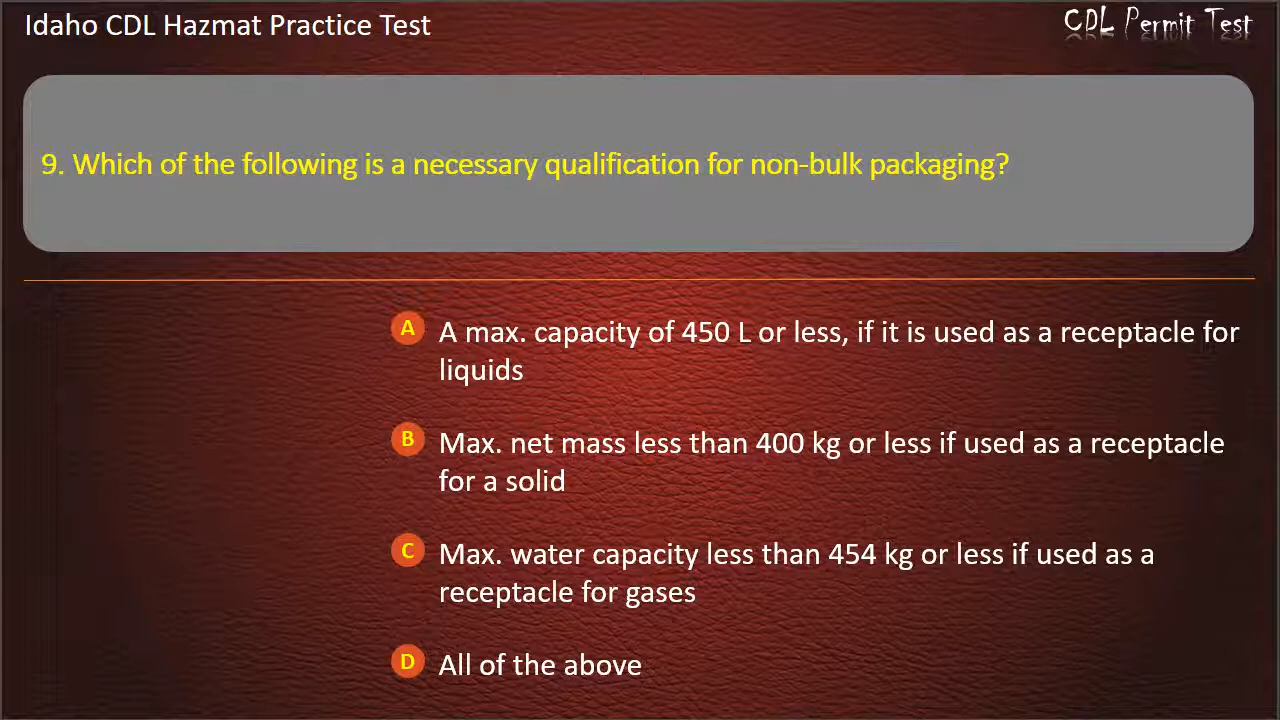 Idaho CDL Hazmat Practice Test
CDL Permit Test
9. Which of the following is a necessary qualification for non-bulk packaging?
A A max. capacity of 450 L or less, if it is used as a receptacle for
liquids
B Max. net mass less than 400 kg or less if used as a receptacle
for a solid
C Max. water capacity less than 454 kg or less if used as a
receptacle for gases
D All of the above